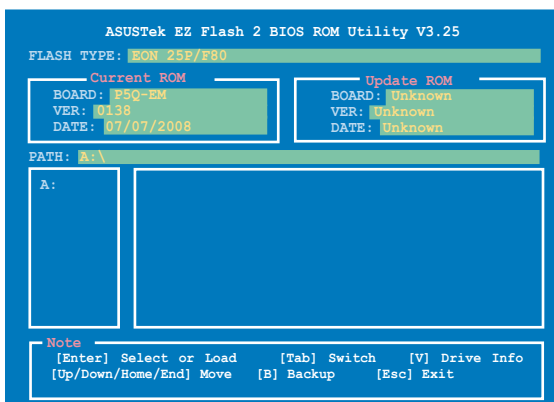 ASUSTek EZ Flash 2 BIOS ROM Utility V3.25
FLASH TYPE: EON 25P/F80
Current ROM
BOARD: P5Q-EM
VER: 0138
DATE: 07/07/2008
Update ROM
BOARD: Unknown
VER: Unknown
DATE: Unknown
PATH: A:\
A:
Note
[Enter] Select or Load [Tab] Switch [V] Drive Info
[Up/Down/Home/End] Move [B] Backup [Esc] Exit